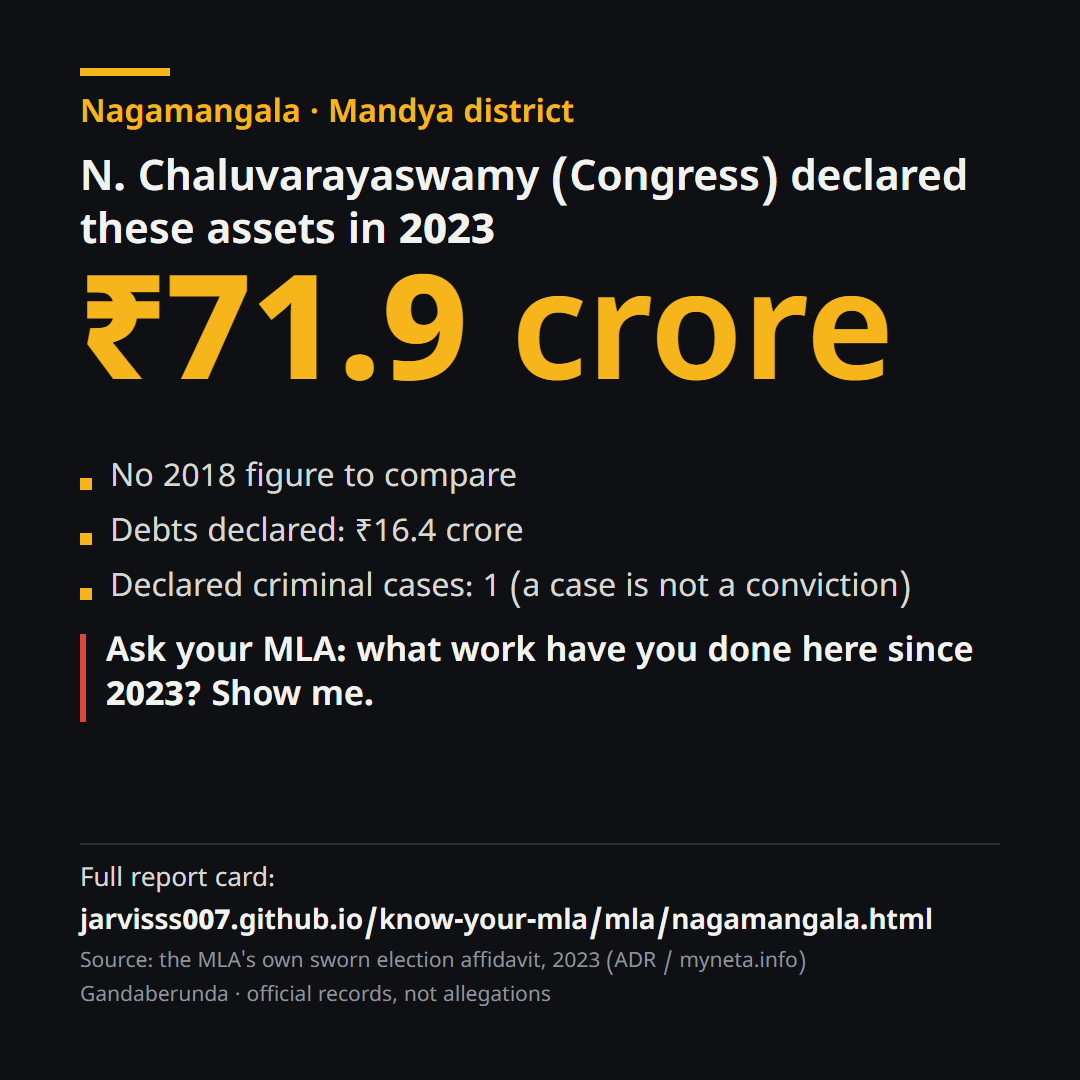 Nagamangala · Mandya district
N. Chaluvarayaswamy (Congress) declared
these assets in 2023
₹71.9 crore
No 2018 figure to compare
Debts declared: ₹16.4 crore
Declared criminal cases: 1 (a case is not a conviction)
Ask your MLA: what work have you done here since
2023? Show me.
Full report card:
jarvisss007.github.io/know-your-mla/mla/nagamangala.html
Source: the MLA's own sworn election affidavit, 2023 (ADR / myneta.info)
Gandaberunda · official records, not allegations